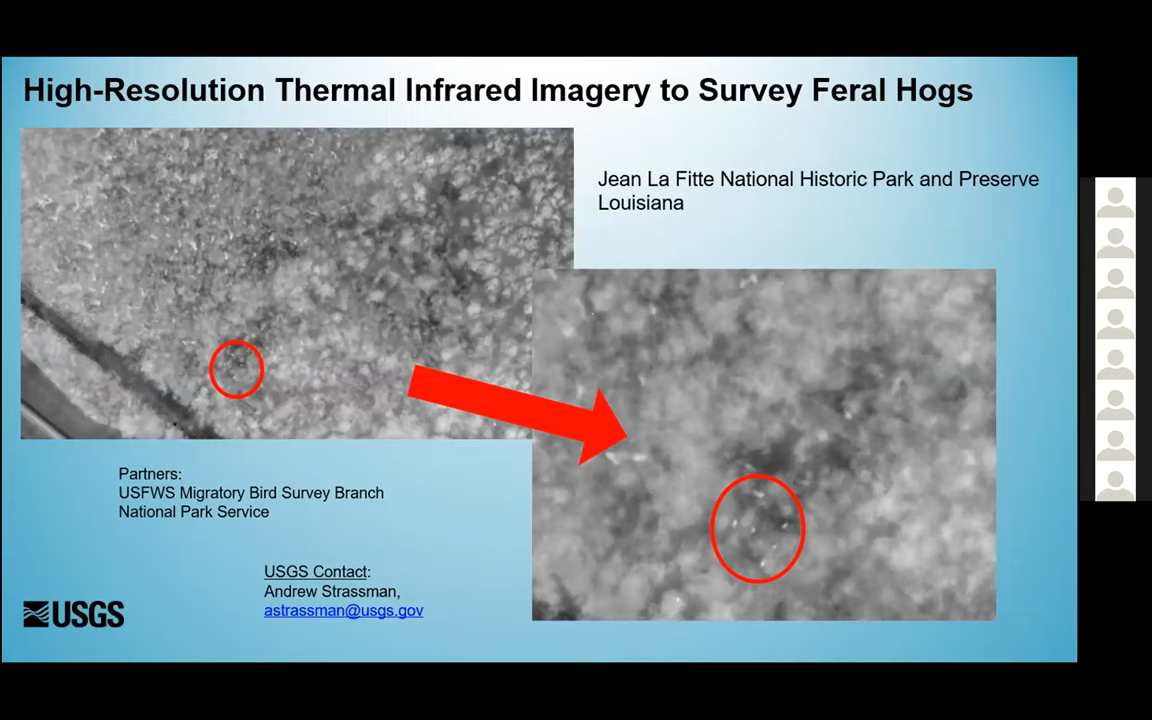 High-Resolution Thermal Infrared Imagery to Survey Feral Hogs
Jean La Fitte National Historic Park and Preserve
Louisiana
Partners:
USFWS Migratory Bird Survey Branch
National Park Service
USGS Contact:
Andrew Strassman,
astrassman@usgs.gov
USGS